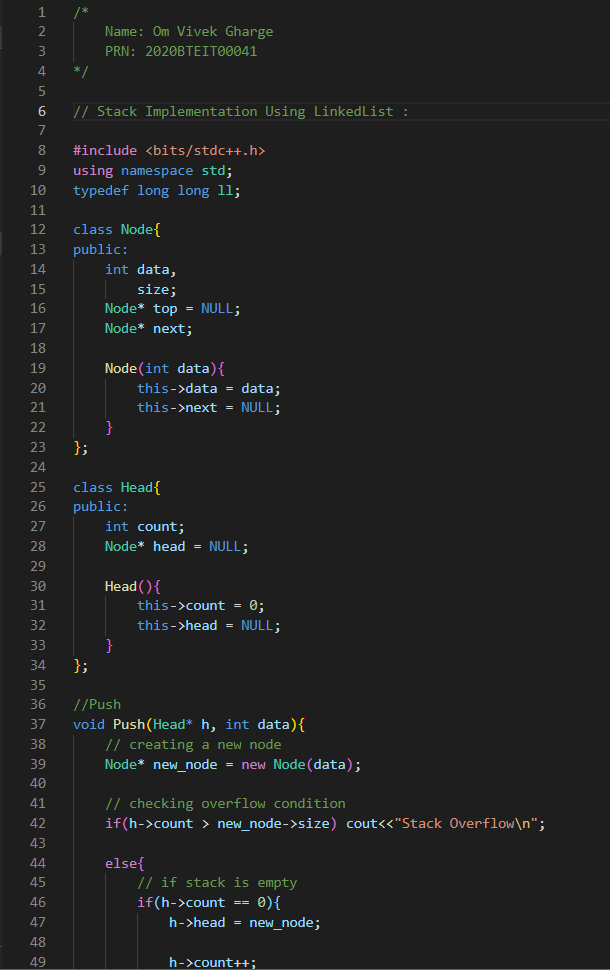 1 /*
2     Name: Om Vivek Gharge
3     PRN: 2020BTEIT00041
4 */
5
6 // Stack Implementation Using LinkedList :
7
8 #include <bits/stdc++.h>
9 using namespace std;
10 typedef long long ll;
11
12 class Node{
13 public:
14     int data,
15         size;
16     Node* top = NULL;
17     Node* next;
18
19     Node(int data){
20         this->data = data;
21         this->next = NULL;
22     }
23 };
24
25 class Head{
26 public:
27     int count;
28     Node* head = NULL;
29
30     Head(){
31         this->count = 0;
32         this->head = NULL;
33     }
34 };
35
36 //Push
37 void Push(Head* h, int data){
38     // creating a new node
39     Node* new_node = new Node(data);
40
41     // checking overflow condition
42     if(h->count > new_node->size) cout<<"Stack Overflow\n";
43
44     else{
45         // if stack is empty
46         if(h->count == 0){
47             h->head = new_node;
48
49             h->count++;